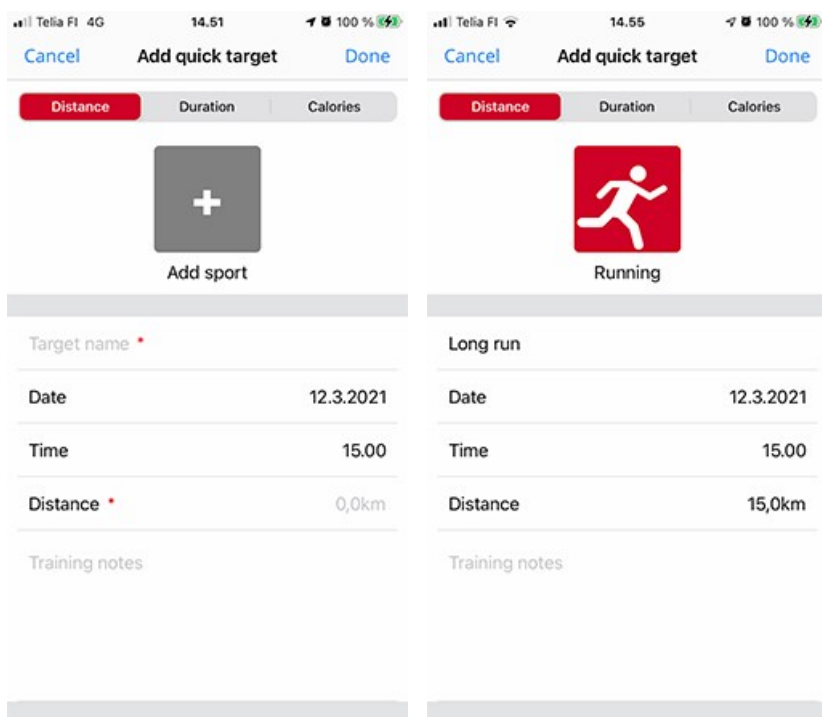 Telia FI 4G 14.51 100 %
Cancel Add quick target Done
Distance Duration Calories
+
Add sport
Target name *
Date 12.3.2021
Time 15.00
Distance * 0,0km
Training notes
Telia FI 14.55 100 %
Cancel Add quick target Done
Distance Duration Calories
Running
Long run
Date 12.3.2021
Time 15.00
Distance 15,0km
Training notes